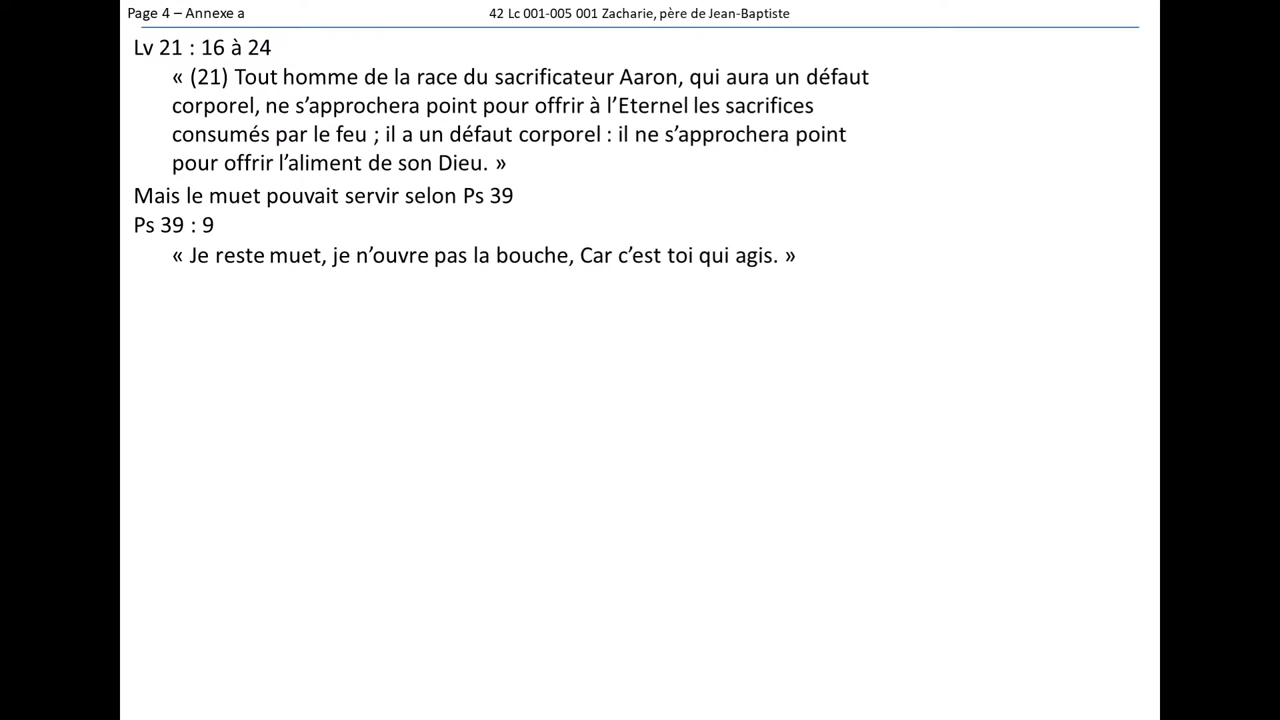 Page 4 – Annexe a
42 Lc 001-005 001 Zacharie, père de Jean-Baptiste
Lv 21 : 16 à 24
« (21) Tout homme de la race du sacrificateur Aaron, qui aura un défaut
corporel, ne s’approchera point pour offrir à l’Eternel les sacrifices
consumés par le feu ; il a un défaut corporel : il ne s’approchera point
pour offrir l’aliment de son Dieu. »
Mais le muet pouvait servir selon Ps 39
Ps 39 : 9
« Je reste muet, je n’ouvre pas la bouche, Car c’est toi qui agis. »